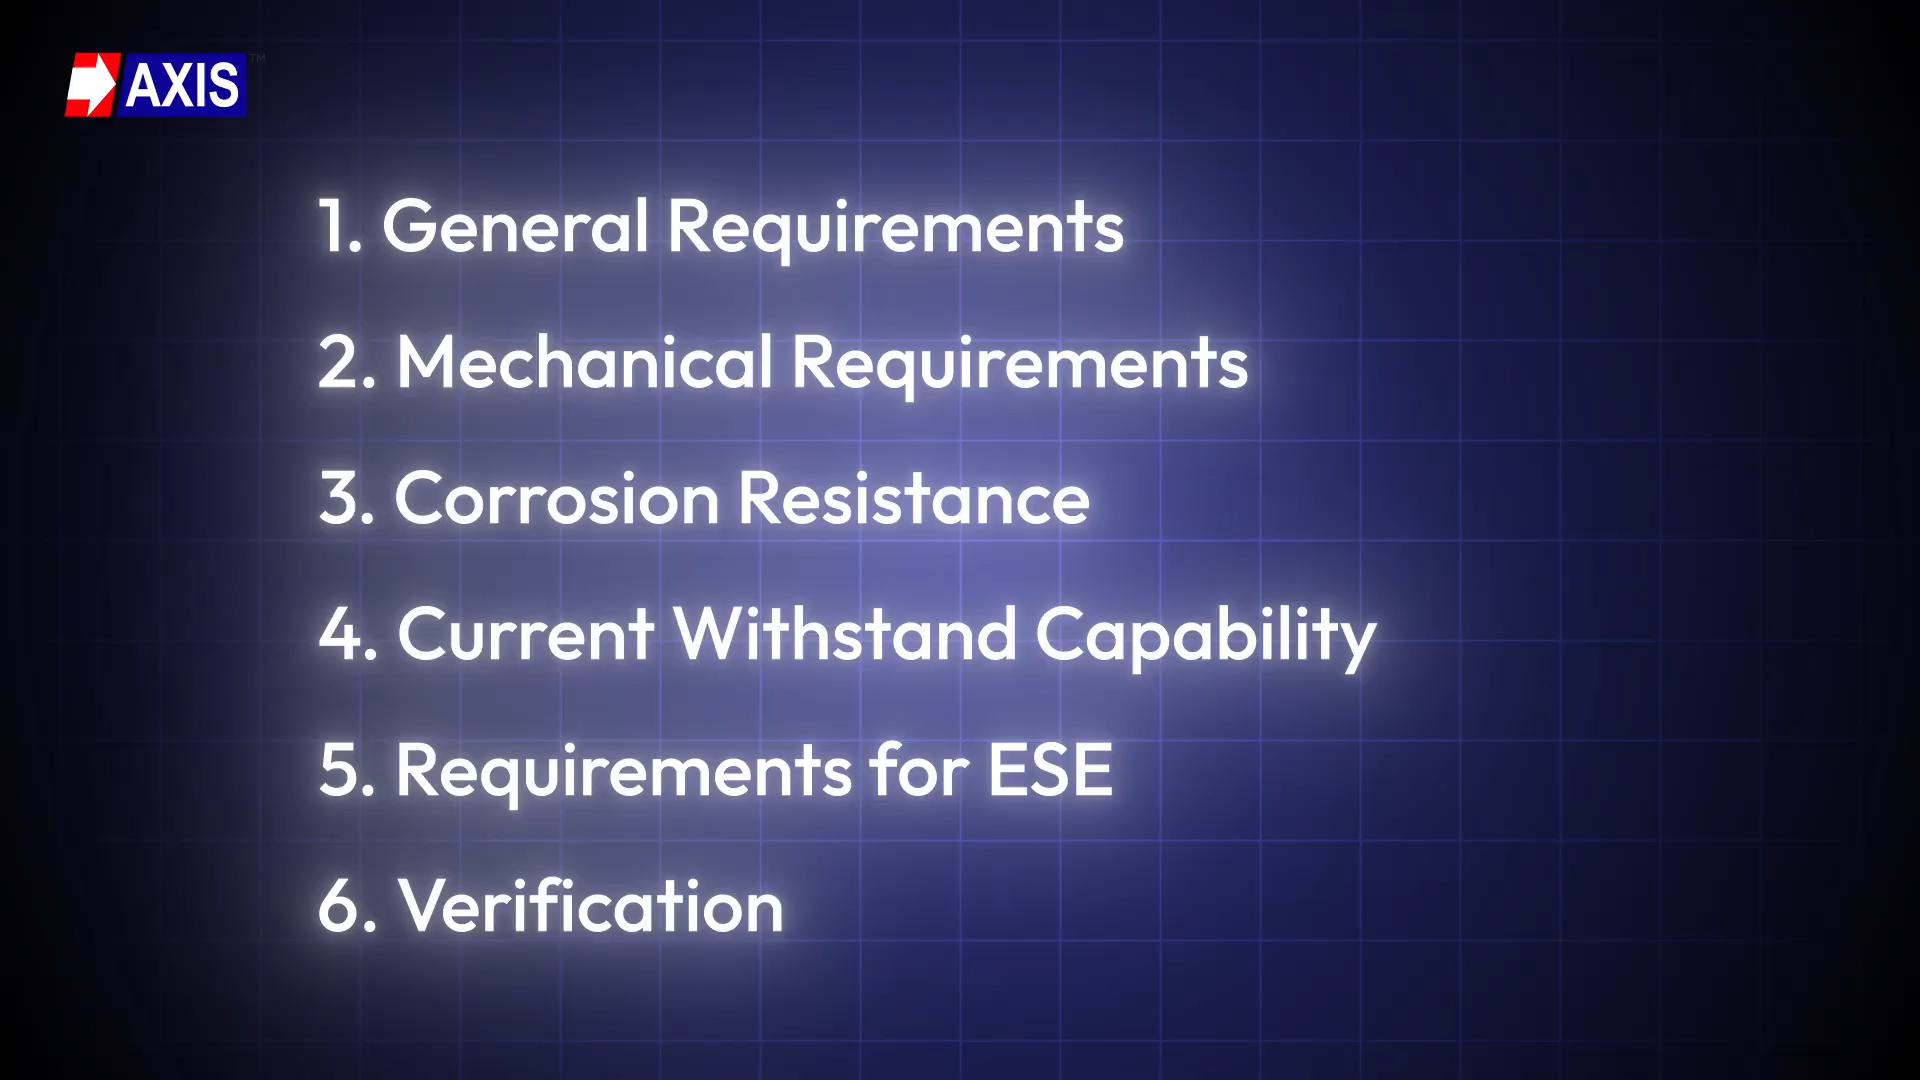 AXIS™
1. General Requirements
2. Mechanical Requirements
3. Corrosion Resistance
4. Current Withstand Capability
5. Requirements for ESE
6. Verification